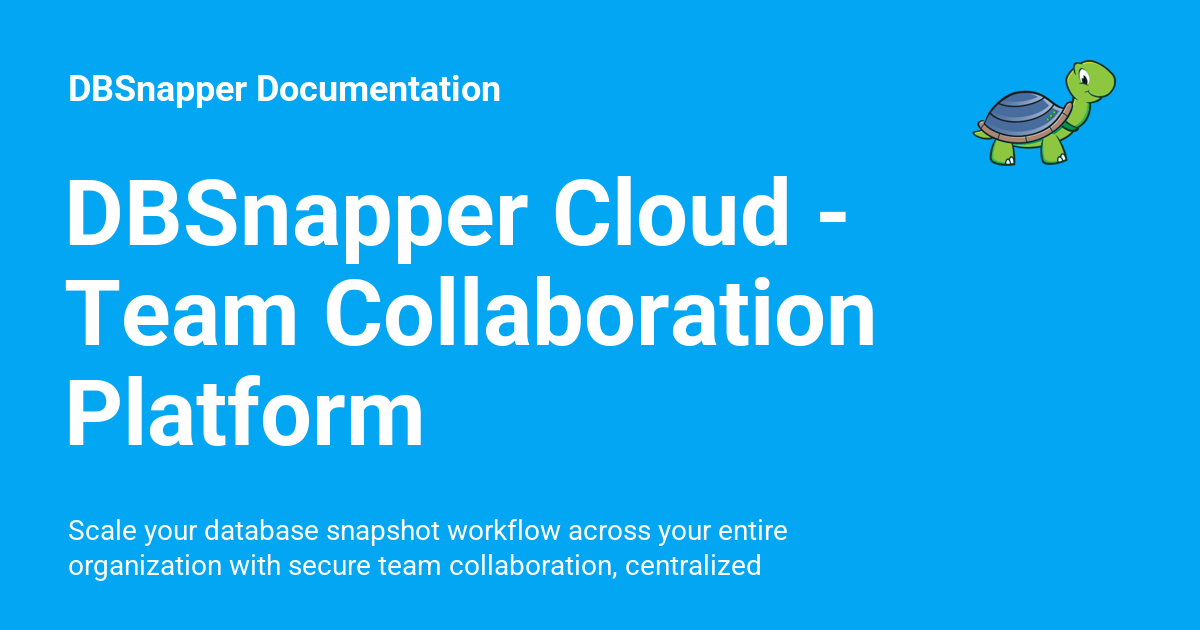 DBSnapper Documentation
DBSnapper Cloud -
Team Collaboration
Platform
Scale your database snapshot workflow across your entire
organization with secure team collaboration, centralized